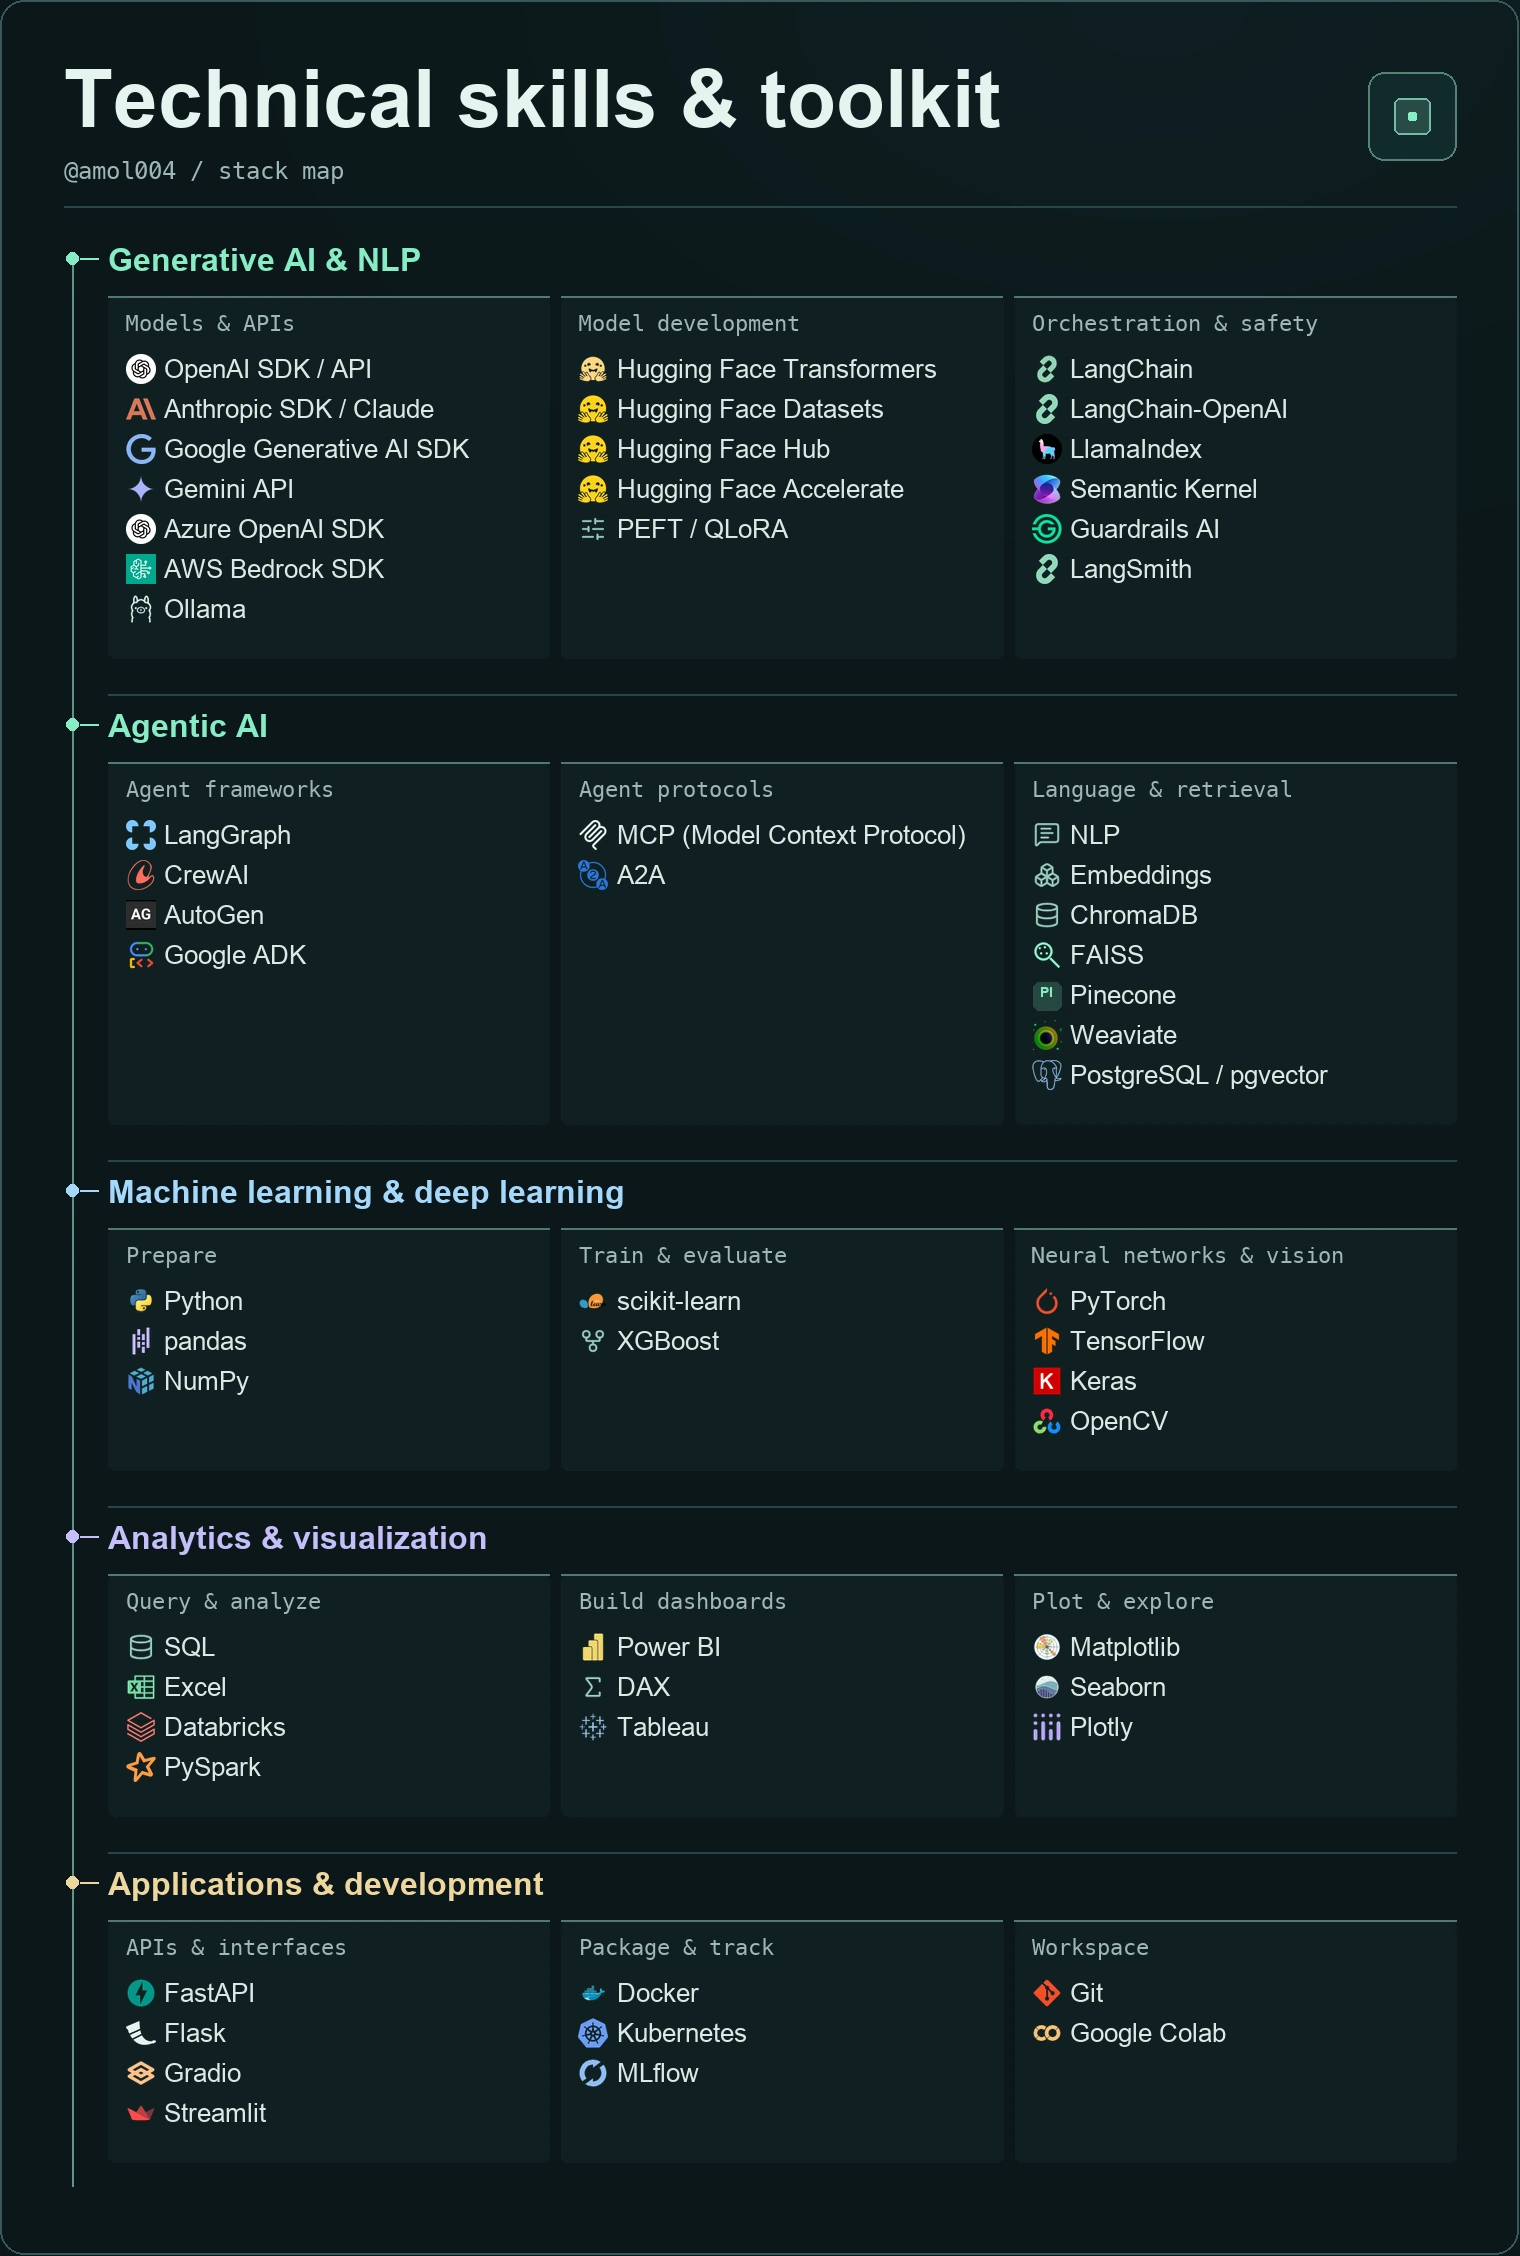 Technical skills & toolkit
@amol004 / stack map
Generative AI & NLP
Models & APIs
OpenAI SDK / API
Anthropic SDK / Claude
Google Generative AI SDK
Gemini API
Azure OpenAI SDK
AWS Bedrock SDK
Ollama
Model development
Hugging Face Transformers
Hugging Face Datasets
Hugging Face Hub
Hugging Face Accelerate
PEFT / QLoRA
Orchestration & safety
LangChain
LangChain-OpenAI
LlamaIndex
Semantic Kernel
Guardrails AI
LangSmith
Agentic AI
Agent frameworks
LangGraph
CrewAI
AG AutoGen
Google ADK
Agent protocols
MCP (Model Context Protocol)
A2A
Language & retrieval
NLP
Embeddings
ChromaDB
FAISS
PI Pinecone
Weaviate
PostgreSQL / pgvector
Machine learning & deep learning
Prepare
Python
pandas
NumPy
Train & evaluate
scikit-learn
XGBoost
Neural networks & vision
PyTorch
TensorFlow
K Keras
OpenCV
Analytics & visualization
Query & analyze
SQL
Excel
Databricks
PySpark
Build dashboards
Power BI
DAX
Tableau
Plot & explore
Matplotlib
Seaborn
Plotly
Applications & development
APIs & interfaces
FastAPI
Flask
Gradio
Streamlit
Package & track
Docker
Kubernetes
MLflow
Workspace
Git
Google Colab